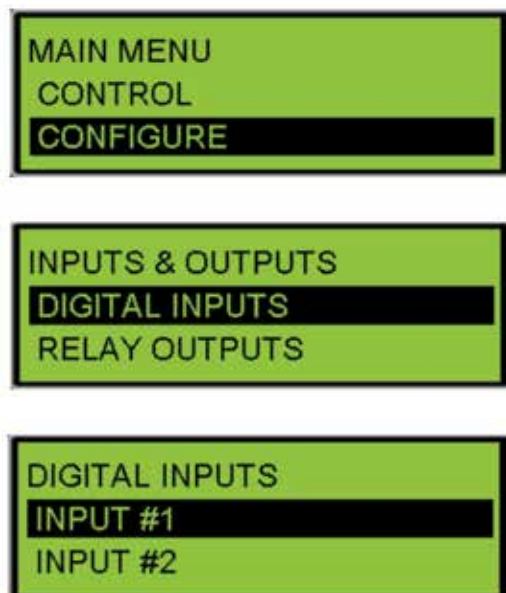 MAIN MENU
CONTROL
CONFIGURE
INPUTS & OUTPUTS
DIGITAL INPUTS
RELAY OUTPUTS
DIGITAL INPUTS
INPUT #1
INPUT #2